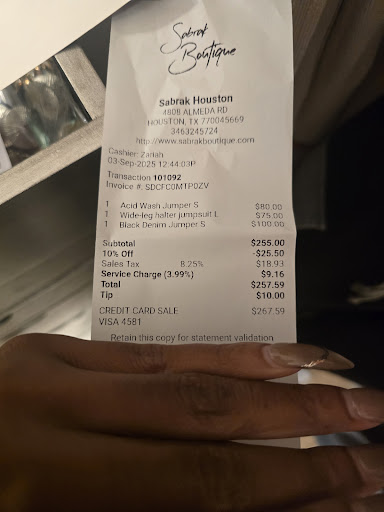 Sabrak
Boutique
Sabrak Houston
4808 ALMEDA RD
HOUSTON, TX 770045669
3463245724
http://www.sabrakboutique.com
Cashier: Zariah
03-Sep-2025 12:44:03P
Transaction 101092
Invoice #: SDCFC0MTP0ZV
1 Acid Wash Jumper S $80.00
1 Wide-leg halter jumpsuit L $75.00
1 Black Denim Jumper S $100.00
Subtotal $255.00
10% Off -$25.50
Sales Tax 8.25% $18.93
Service Charge (3.99%) $9.16
Total $257.59
Tip $10.00
CREDIT CARD SALE $267.59
VISA 4581
Retain this copy for statement validation